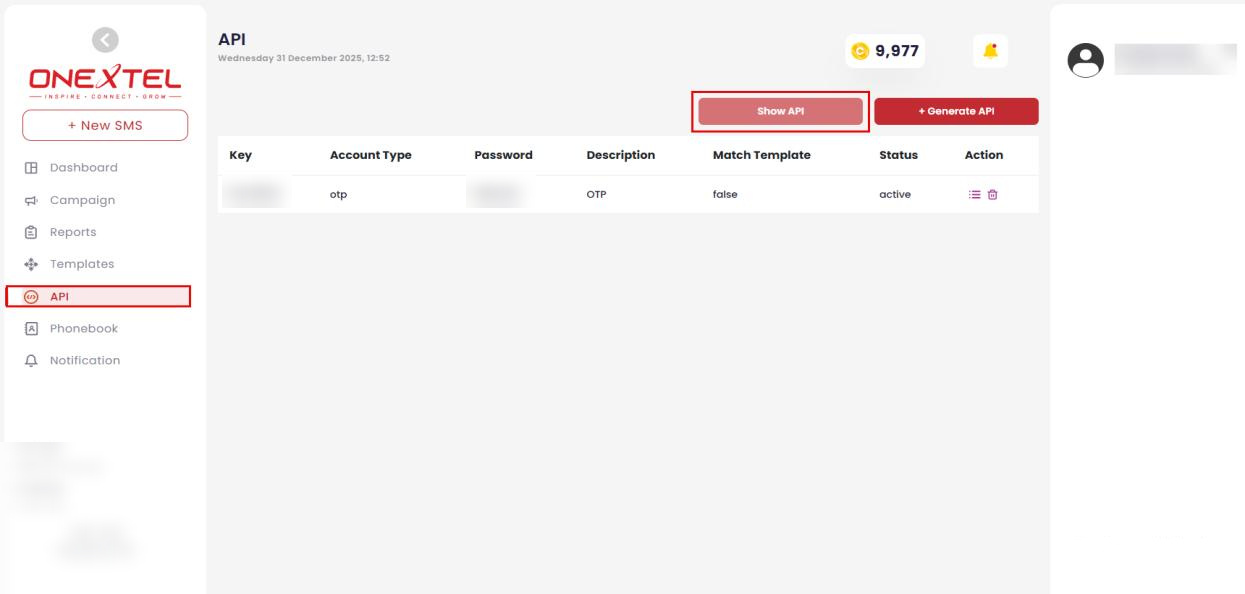 ONEXTEL
INSPIRE • CONNECT • GROW
+ New SMS
Dashboard
Campaign
Reports
Templates
API
Phonebook
Notification
API
Wednesday 31 December 2025, 12:52
9,977
Show API
+ Generate API
Key Account Type Password Description Match Template Status Action
otp OTP false active